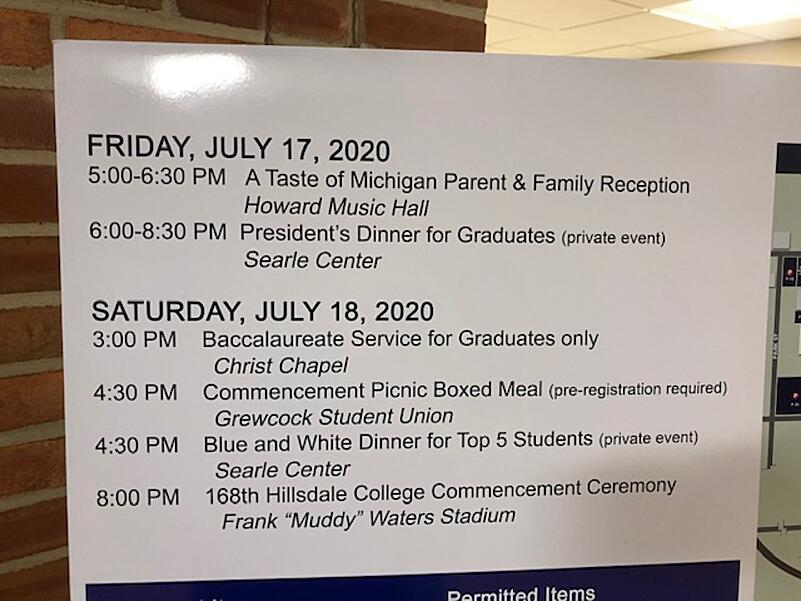 FRIDAY, JULY 17, 2020
5:00-6:30 PM A Taste of Michigan Parent & Family Reception
Howard Music Hall
6:00-8:30 PM President's Dinner for Graduates (private event)
Searle Center
SATURDAY, JULY 18, 2020
3:00 PM Baccalaureate Service for Graduates only
Christ Chapel
4:30 PM Commencement Picnic Boxed Meal (pre-registration required)
Grewcock Student Union
4:30 PM Blue and White Dinner for Top 5 Students (private event)
Searle Center
8:00 PM 168th Hillsdale College Commencement Ceremony
Frank “Muddy” Waters Stadium
Permitted Items